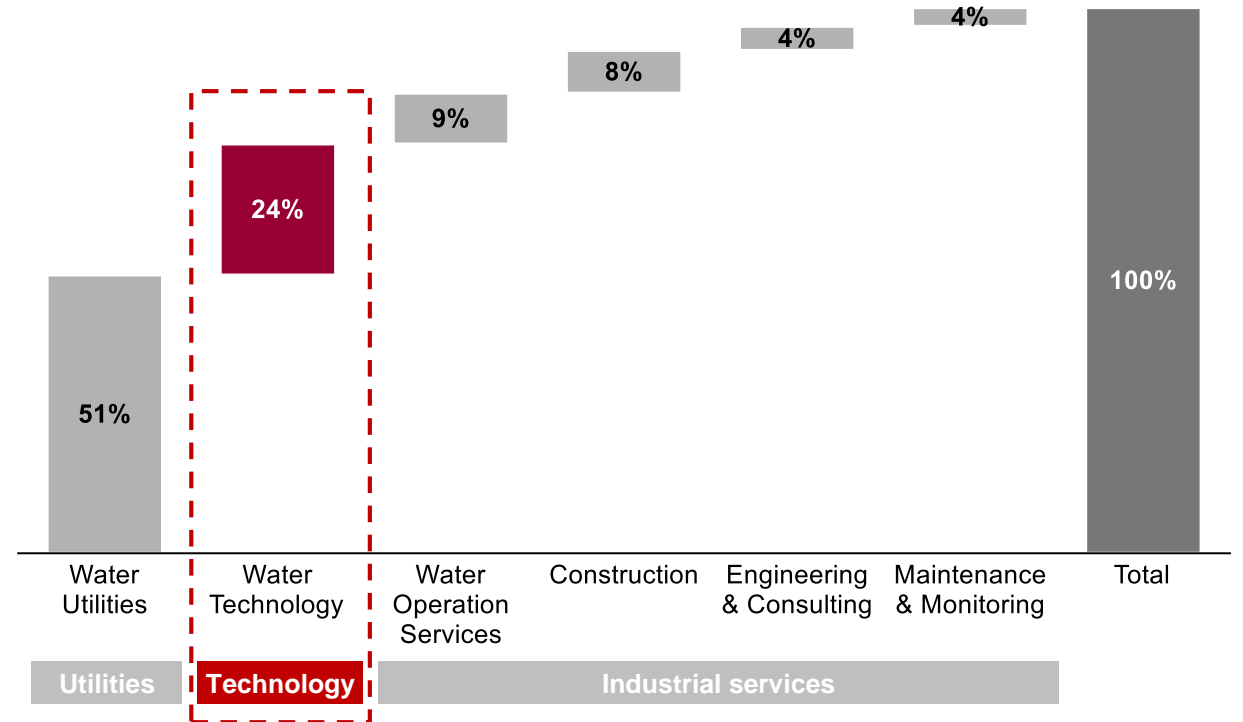 4%
4%
8%
9%
24%
100%
51%
Water
Utilities
Water
Technology
Water
Operation
Services
Construction
Engineering
& Consulting
Maintenance
& Monitoring
Total
Utilities
Technology
Industrial services